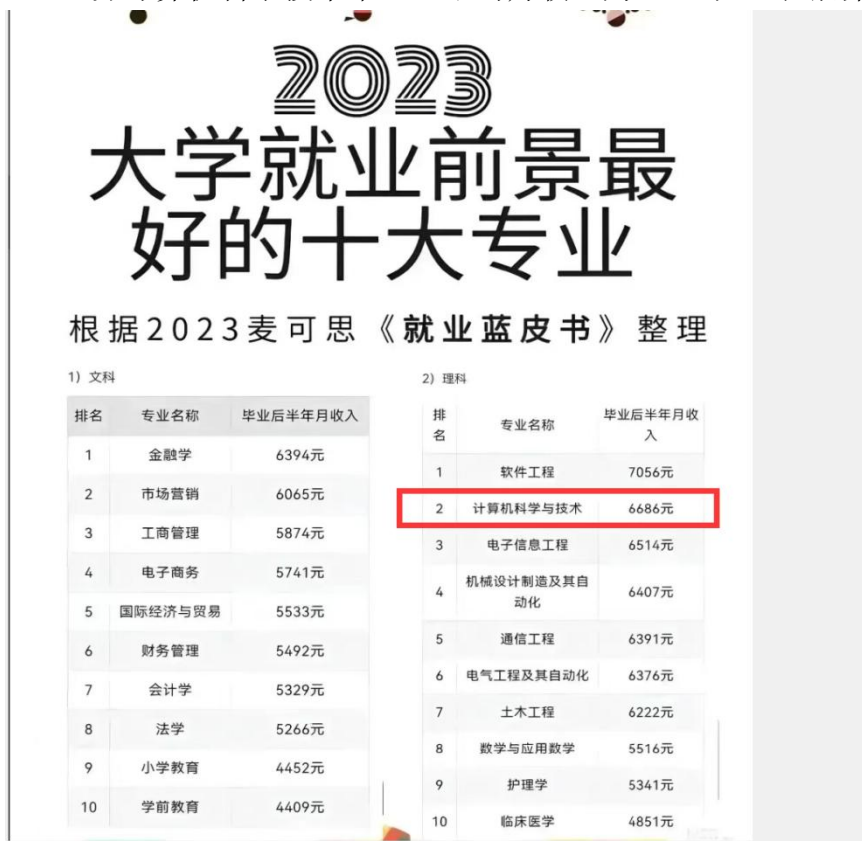 2023
大学就业前景最
好的十大专业
根据2023麦可思《就业蓝皮书》整理
1) 文科
排名 专业名称 毕业后半年月收入
1 金融学 6394元
2 市场营销 6065元
3 工商管理 5874元
4 电子商务 5741元
5 国际经济与贸易 5533元
6 财务管理 5492元
7 会计学 5329元
8 法学 5266元
9 小学教育 4452元
10 学前教育 4409元
2) 理科
排名 专业名称 毕业后半年月收入
1 软件工程 7056元
2 计算机科学与技术 6686元
3 电子信息工程 6514元
4 机械设计制造及其自动化 6407元
5 通信工程 6391元
6 电气工程及其自动化 6376元
7 土木工程 6222元
8 数学与应用数学 5516元
9 护理学 5341元
10 临床医学 4851元